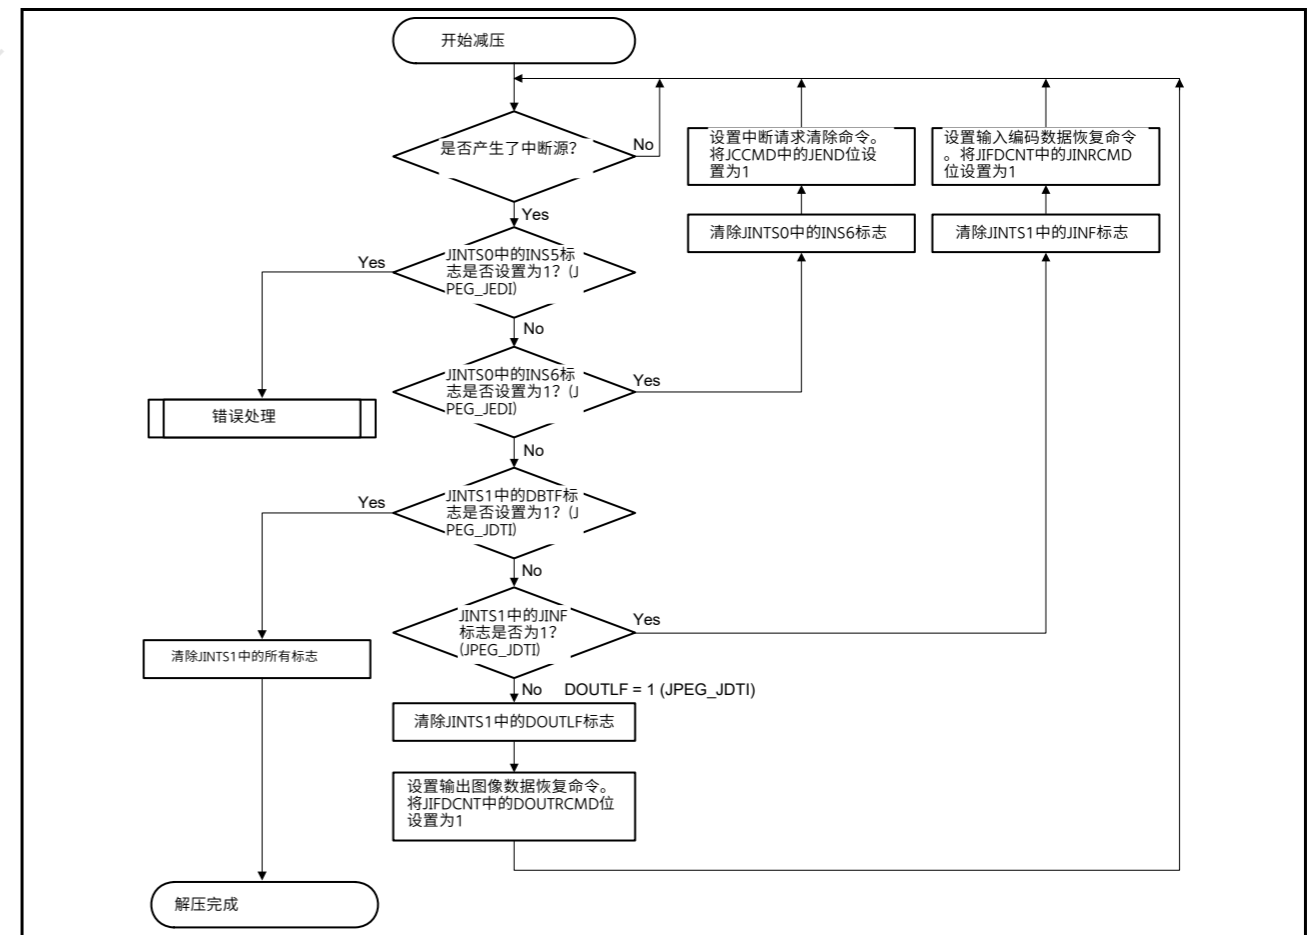 开始减压
是否产生了中断源？
No
设置中断请求清除命令。
将JCCMD中的JEND位设
置为1
设置输入编码数据恢复命令
。将JIFDCNT中的JINRCMD
位设置为1
Yes
清除JINTS0中的INS6标志
清除JINTS1中的JINF标志
JINTS0中的INS5标
志是否设置为1？(J
PEG_JEDI)
Yes
No
JINTS0中的INS6标
志是否设置为1？(J
PEG_JEDI)
Yes
错误处理
No
JINTS1中的DBTF标
志是否设置为1？(J
PEG_JDTI)
Yes
No
JINTS1中的JINF
标志是否为1？
(JPEG_JDTI)
Yes
清除JINTS1中的所有标志
No DOUTLF = 1 (JPEG_JDTI)
清除JINTS1中的DOUTLF标志
设置输出图像数据恢复命令。
将JIFDCNT中的DOUTRCMD位
设置为1
解压完成